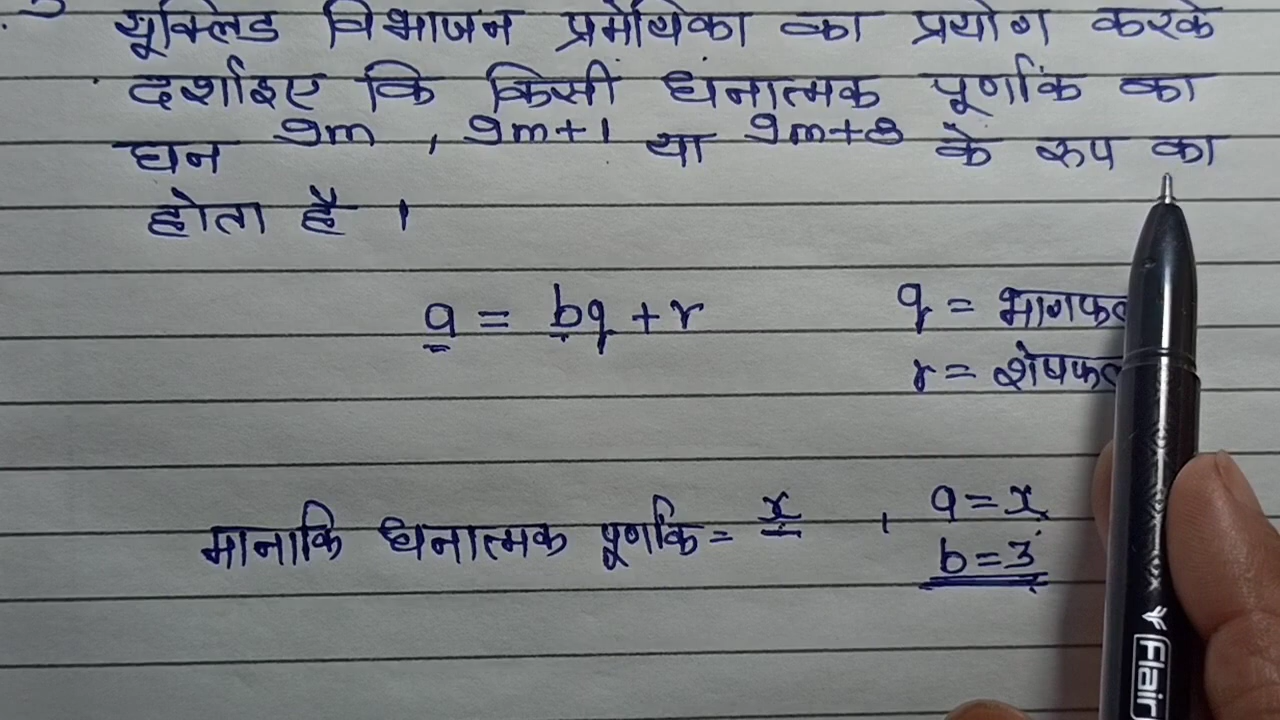 यूक्लिड विभाजन प्रमेयिका का प्रयोग करके
दर्शाइए कि किसी धनात्मक पूर्णांक का
घन 9m , 9m+1 या 9m+8 के रूप का
होता है ।
a = bq + r
q = भागफल
r = शेषफल
मानाकि धनात्मक पूर्णांक = x , a = x
b = 3
Flair